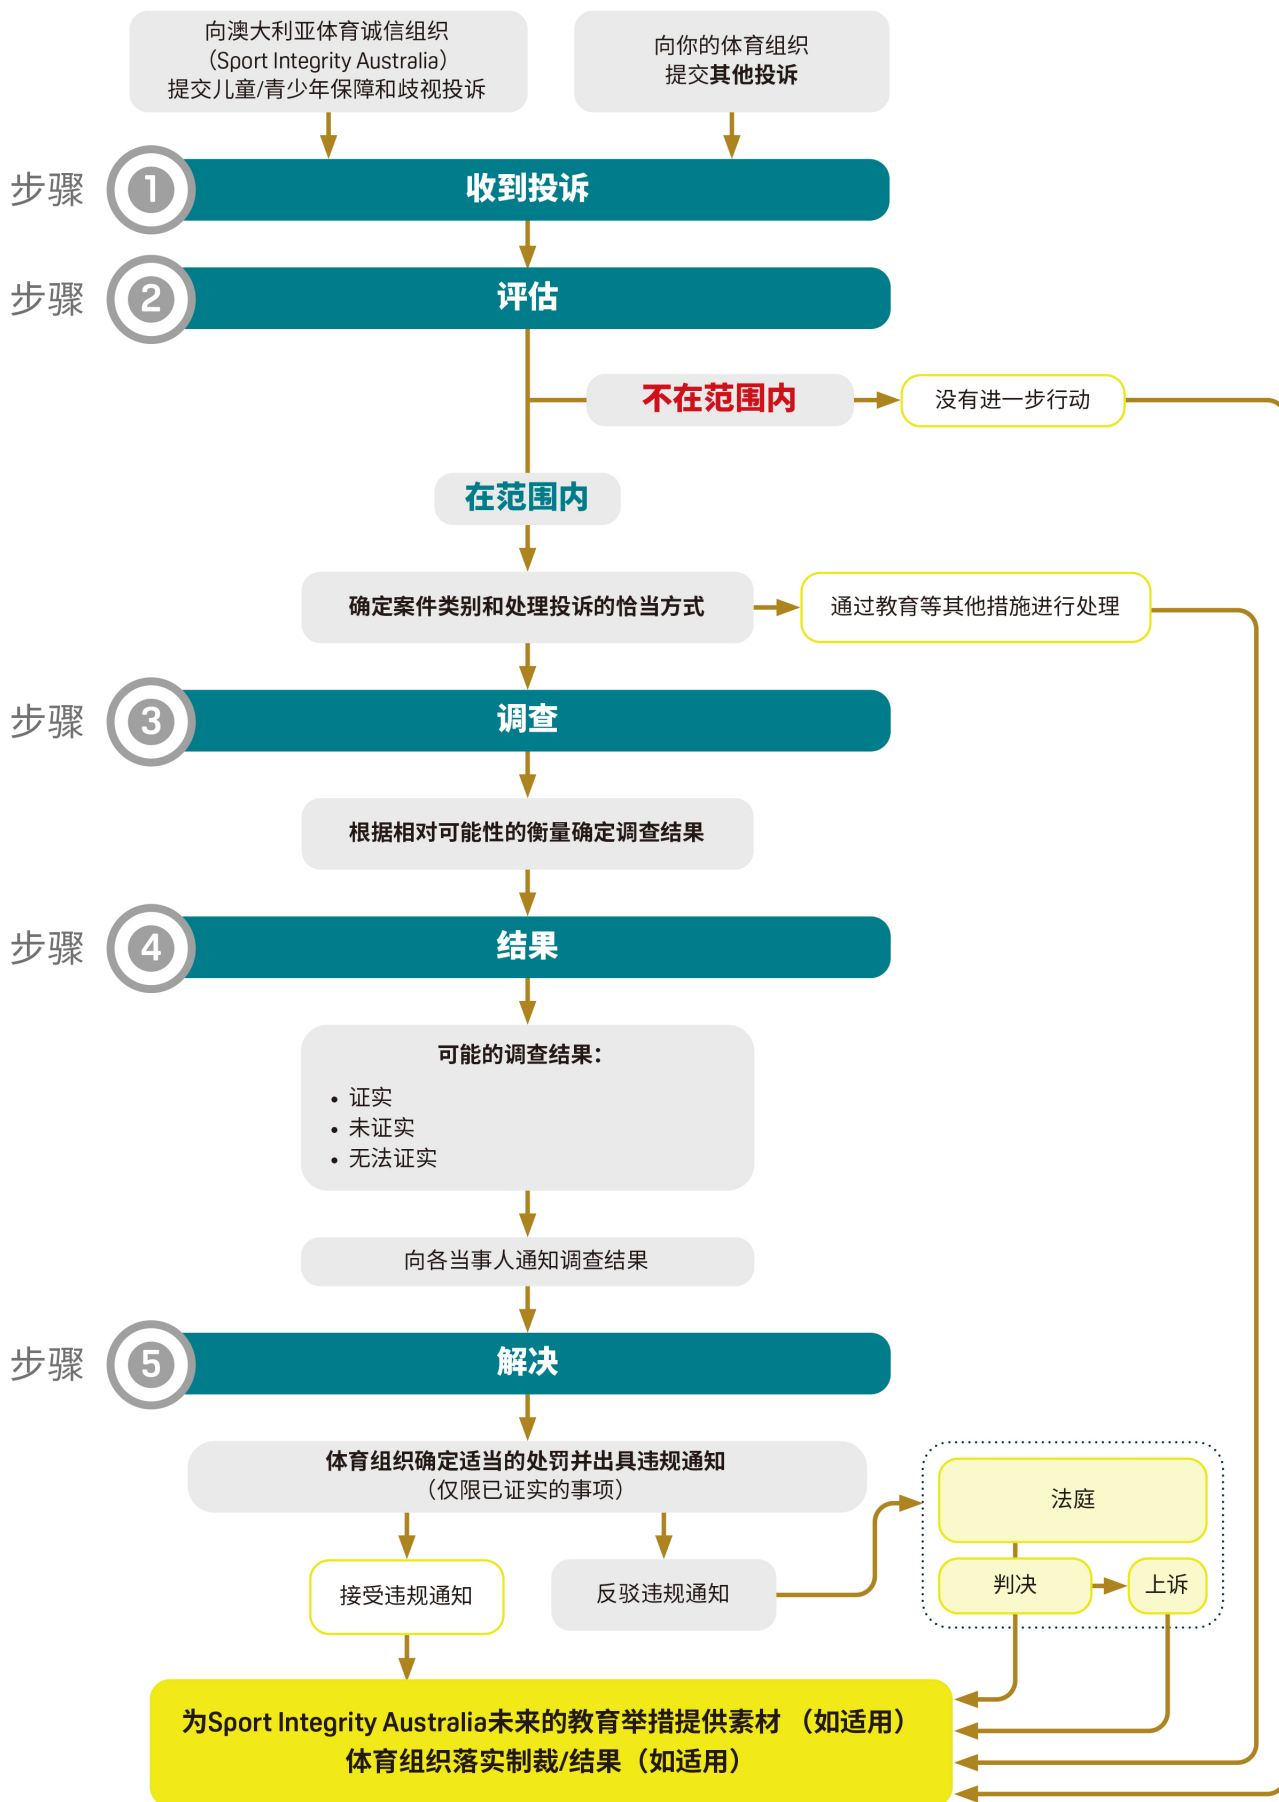 向澳大利亚体育诚信组织
（Sport Integrity Australia）
提交儿童/青少年保障和歧视投诉
向你的体育组织
提交其他投诉
步骤 1 收到投诉
步骤 2 评估
不在范围内
没有进一步行动
在范围内
确定案件类别和处理投诉的恰当方式
通过教育等其他措施进行处理
步骤 3 调查
根据相对可能性的衡量确定调查结果
步骤 4 结果
可能的调查结果：
• 证实
• 未证实
• 无法证实
向各当事人通知调查结果
步骤 5 解决
体育组织确定适当的处罚并出具违规通知
（仅限已证实的事项）
接受违规通知
反驳违规通知
法庭
判决
上诉
为Sport Integrity Australia未来的教育举措提供素材 （如适用）
体育组织落实制裁/结果（如适用）